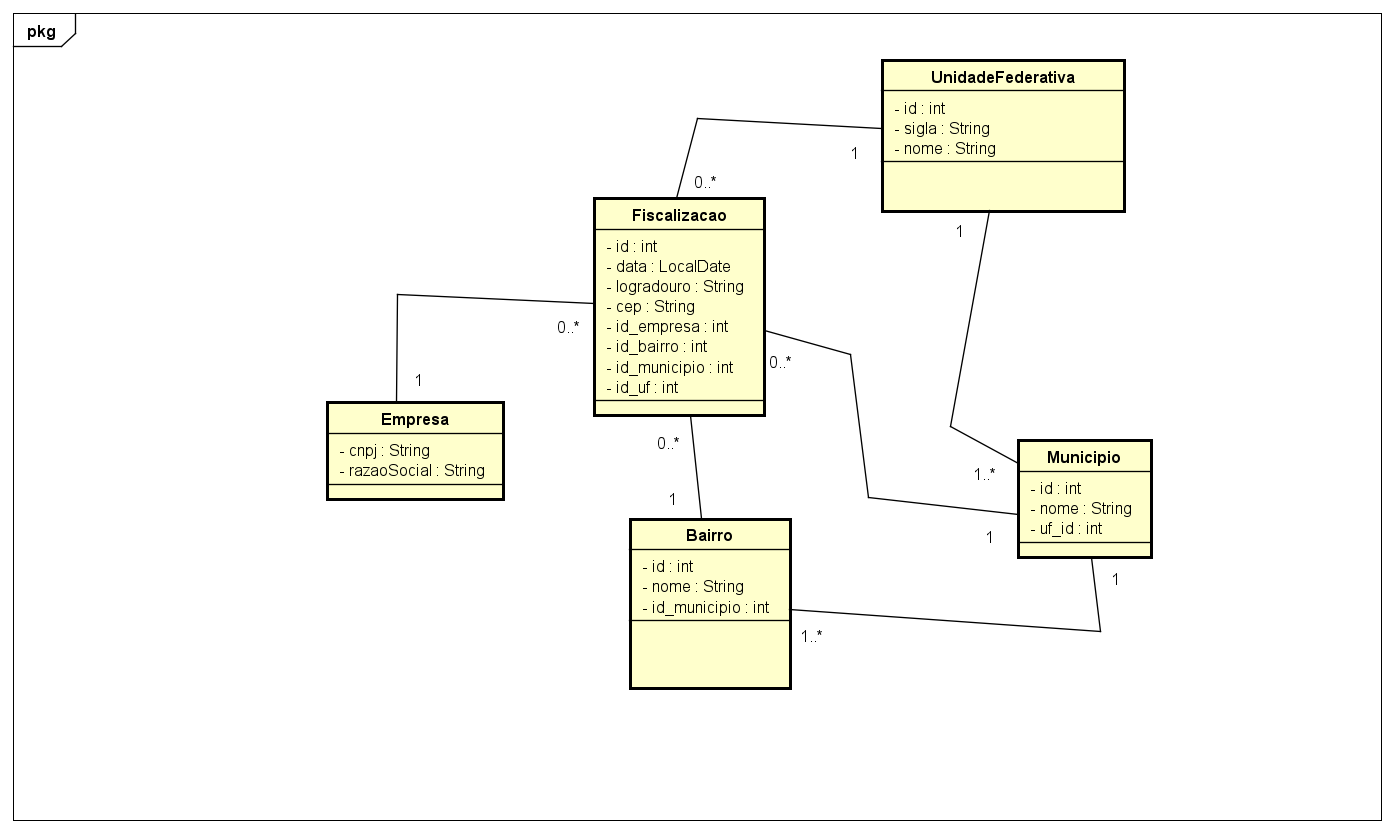 pkg
UnidadeFederativa
- id : int
- sigla : String
- nome : String
1
0..*
1
Fiscalizacao
- id : int
- data : LocalDate
- logradouro : String
- cep : String
- id_empresa : int
- id_bairro : int
- id_municipio : int
- id_uf : int
0..*
0..*
1
Empresa
- cnpj : String
- razaoSocial : String
0..*
1
1..*
Municipio
- id : int
- nome : String
- uf_id : int
1
1
Bairro
- id : int
- nome : String
- id_municipio : int
1..*